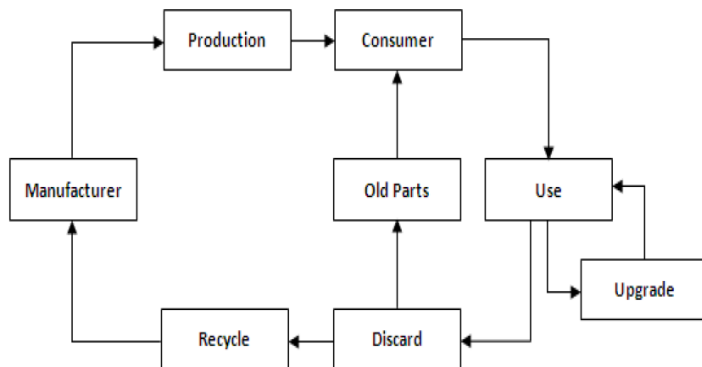 Production
Consumer
Manufacturer
Old Parts
Use
Upgrade
Recycle
Discard